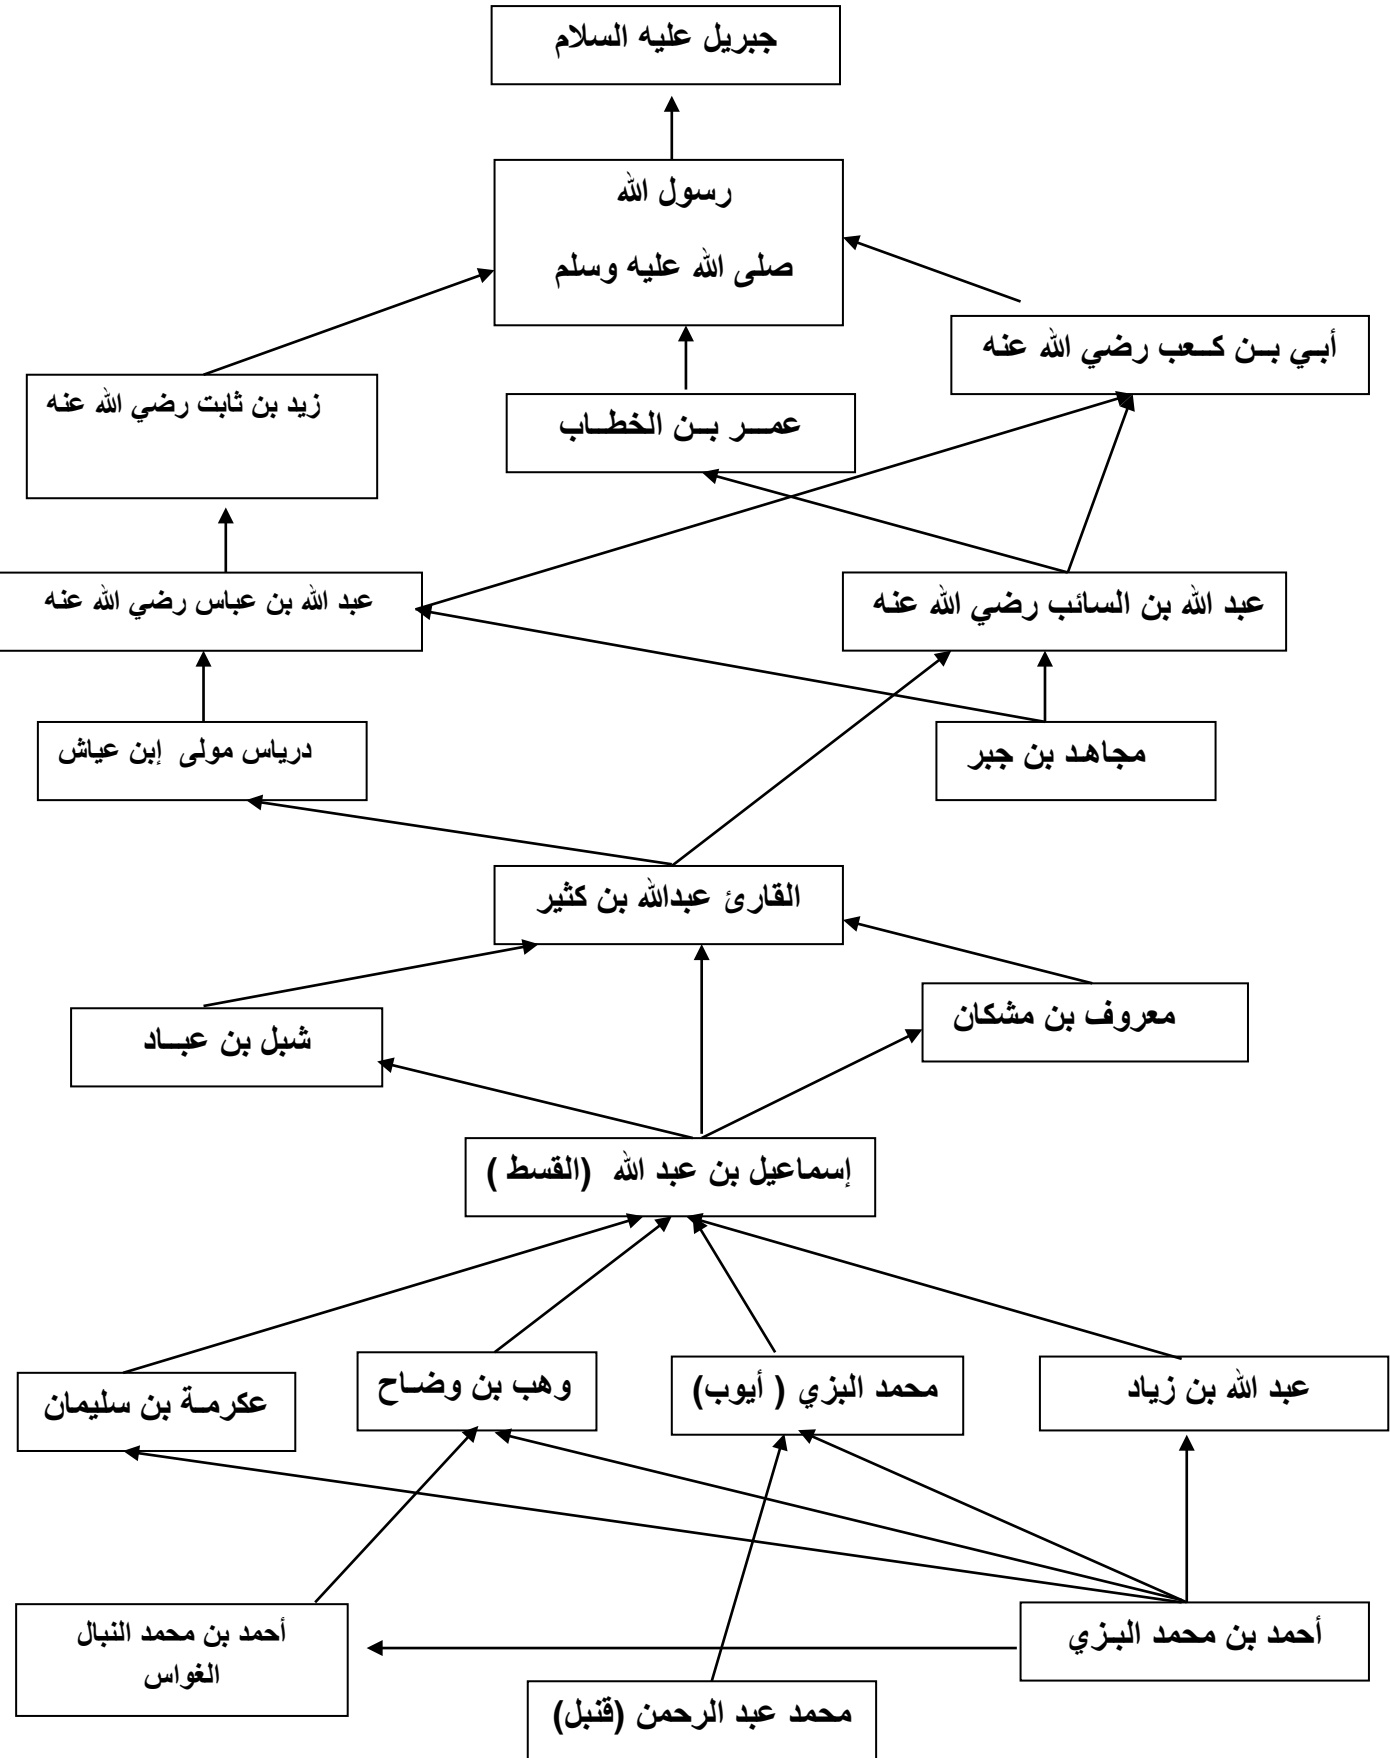 جبريل عليه السلام
رسول الله
صلى الله عليه وسلم
أبي بن كعب رضي الله عنه
زيد بن ثابت رضي الله عنه
عمر بن الخطاب
عبد الله بن السائب رضي الله عنه
عبد الله بن عباس رضي الله عنه
مجاهد بن جبر
درياس مولى إبن عياش
القارئ عبدالله بن كثير
معروف بن مشكان
شبل بن عباد
إسماعيل بن عبد الله (القسط )
عبد الله بن زياد
محمد البزي ( أيوب)
وهب بن وضاح
عكرمة بن سليمان
أحمد بن محمد البزي
أحمد بن محمد النبال
الغواس
محمد عبد الرحمن (قنبل)